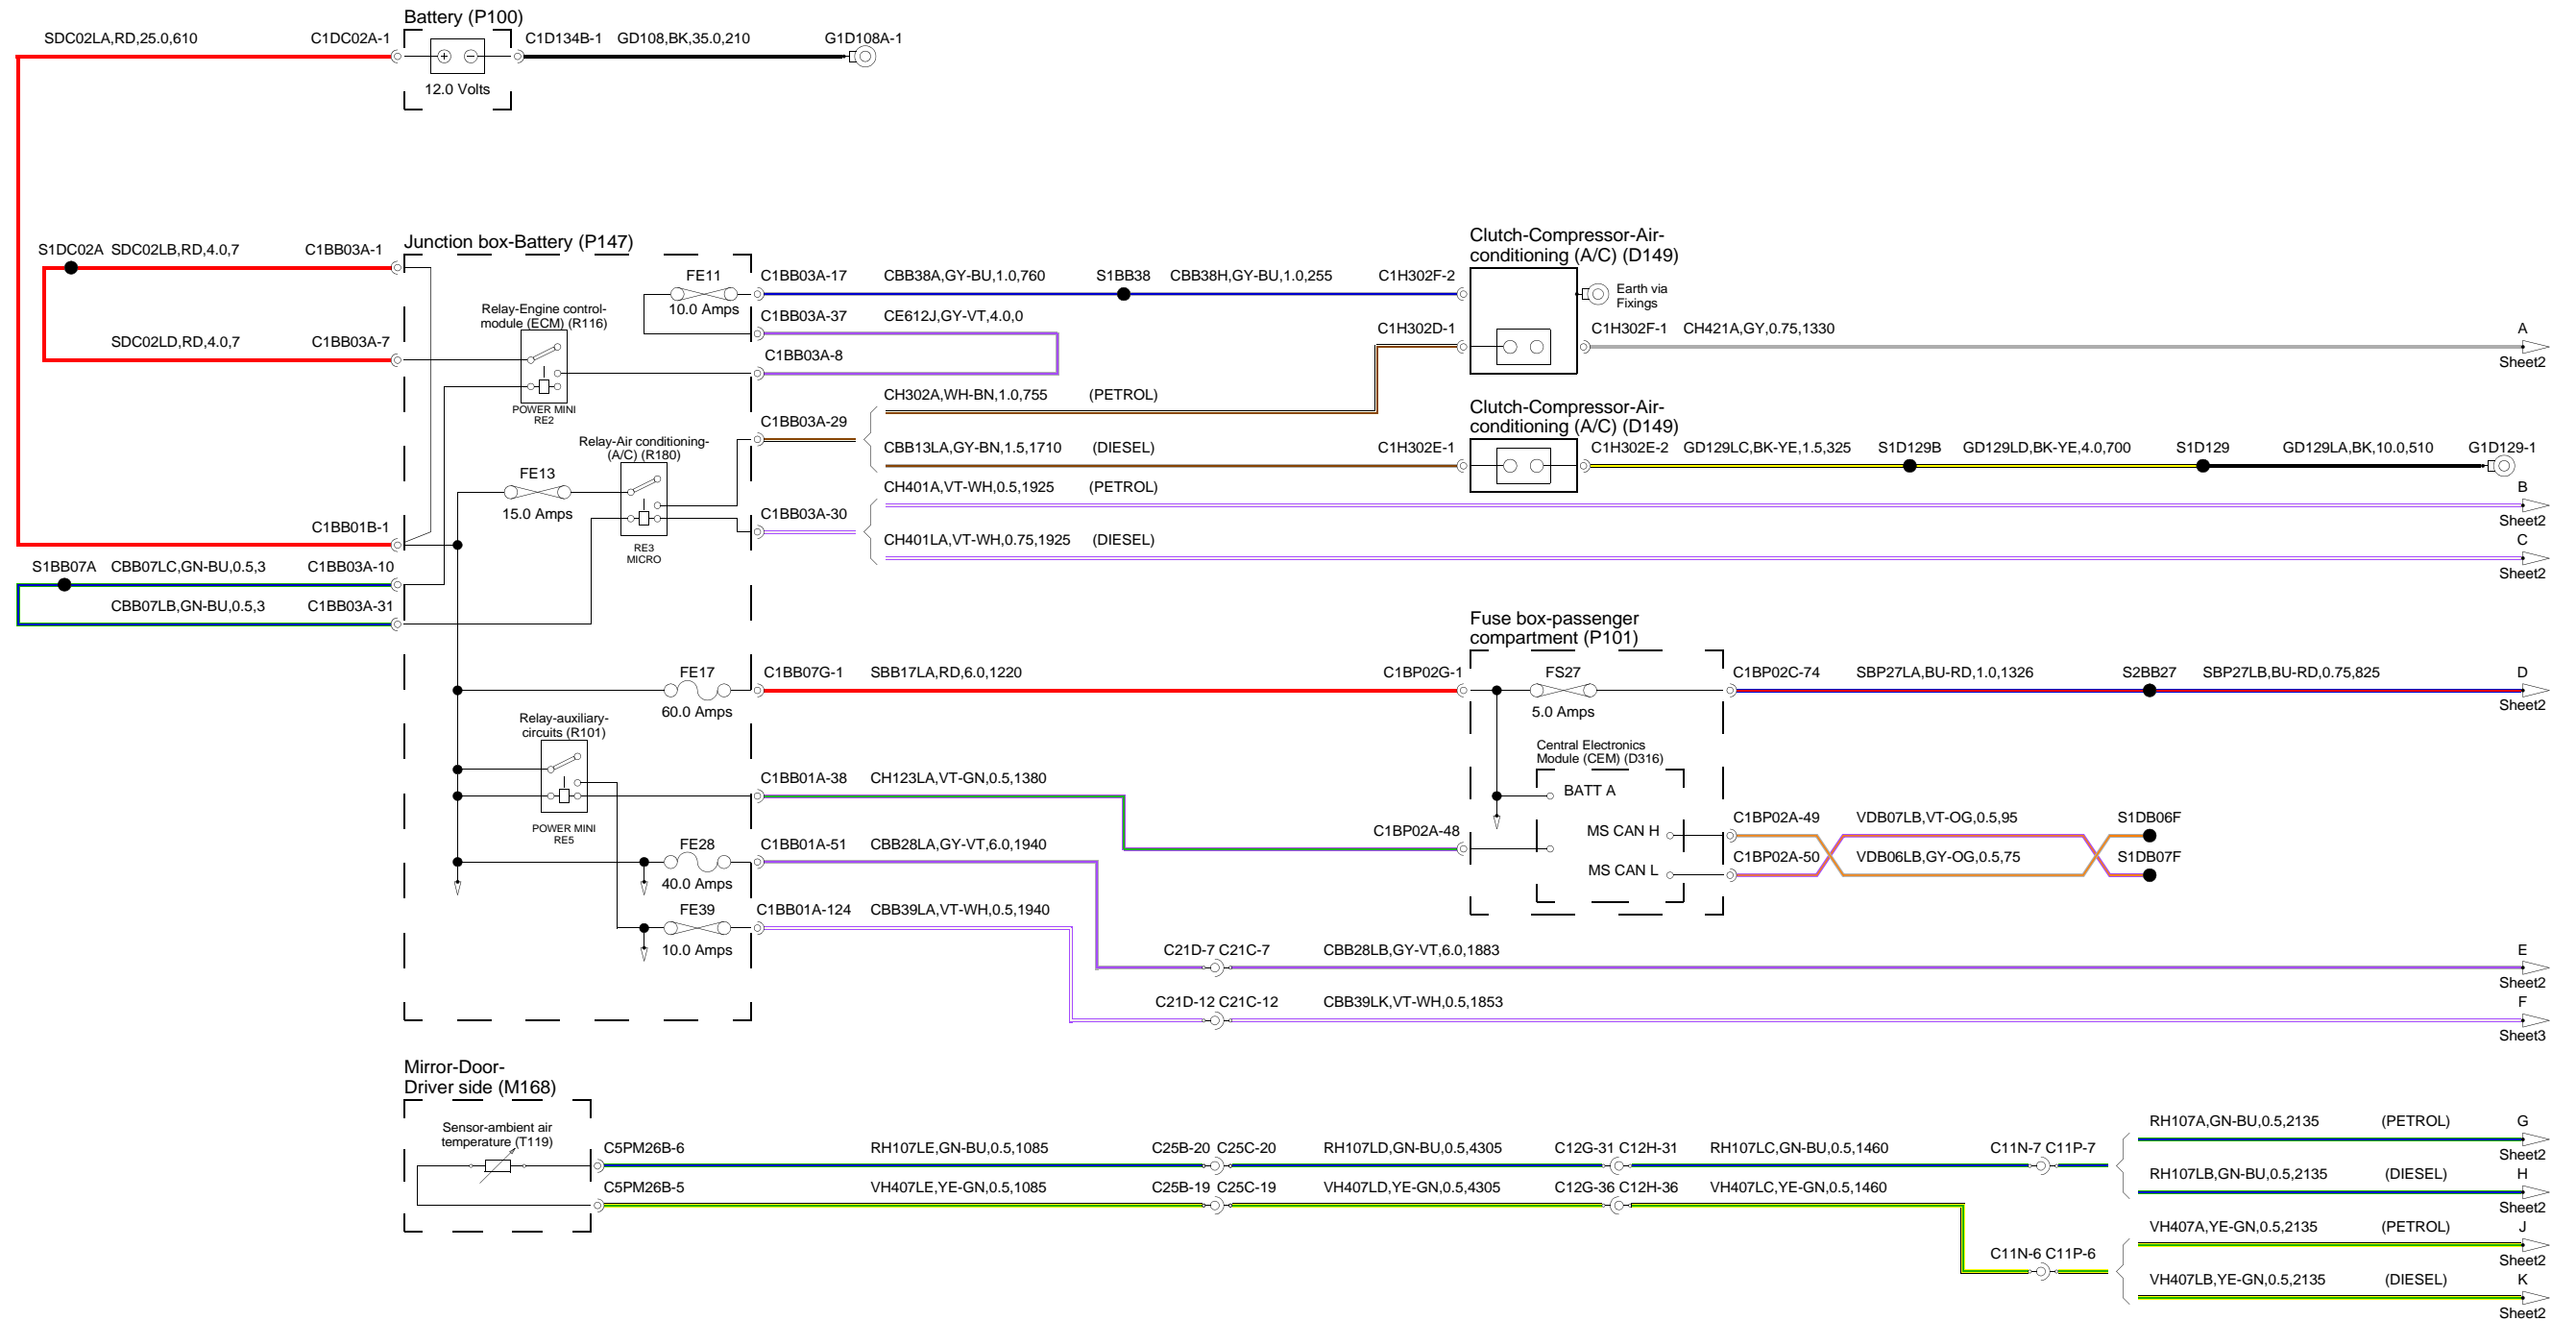 Battery (P100)
SDC02LA,RD,25.0,610
C1DC02A-1
C1D134B-1
GD108,BK,35.0,210
G1D108A-1
12.0 Volts
S1DC02A
SDC02LB,RD,4.0,7
C1BB03A-1
Junction box-Battery (P147)
SDC02LD,RD,4.0,7
C1BB03A-7
Relay-Engine control-
module (ECM) (R116)
POWER MINI
RE2
FE11
10.0 Amps
C1BB03A-17
CBB38A,GY-BU,1.0,760
S1BB38
CBB38H,GY-BU,1.0,255
C1H302F-2
C1BB03A-37
CE612J,GY-VT,4.0,0
C1BB03A-8
Clutch-Compressor-Air-
conditioning (A/C) (D149)
Earth via
Fixings
C1H302D-1
C1H302F-1
CH421A,GY,0.75,1330
A
Sheet2
CH302A,WH-BN,1.0,755
(PETROL)
C1BB03A-29
CBB13LA,GY-BN,1.5,1710
(DIESEL)
C1H302E-1
Clutch-Compressor-Air-
conditioning (A/C) (D149)
C1H302E-2
GD129LC,BK-YE,1.5,325
S1D129B
GD129LD,BK-YE,4.0,700
S1D129
GD129LA,BK,10.0,510
G1D129-1
Relay-Air conditioning-
(A/C) (R180)
FE13
15.0 Amps
RE3
MICRO
CH401A,VT-WH,0.5,1925
(PETROL)
B
Sheet2
C1BB03A-30
CH401LA,VT-WH,0.75,1925
(DIESEL)
C
Sheet2
C1BB01B-1
S1BB07A
CBB07LC,GN-BU,0.5,3
C1BB03A-10
CBB07LB,GN-BU,0.5,3
C1BB03A-31
Fuse box-passenger
compartment (P101)
FE17
60.0 Amps
C1BB07G-1
SBB17LA,RD,6.0,1220
C1BP02G-1
FS27
5.0 Amps
C1BP02C-74
SBP27LA,BU-RD,1.0,1326
S2BB27
SBP27LB,BU-RD,0.75,825
D
Sheet2
Relay-auxiliary-
circuits (R101)
POWER MINI
RE5
C1BB01A-38
CH123LA,VT-GN,0.5,1380
Central Electronics
Module (CEM) (D316)
BATT A
C1BP02A-48
MS CAN H
C1BP02A-49
VDB07LB,VT-OG,0.5,95
S1DB06F
MS CAN L
C1BP02A-50
VDB06LB,GY-OG,0.5,75
S1DB07F
FE28
40.0 Amps
C1BB01A-51
CBB28LA,GY-VT,6.0,1940
FE39
10.0 Amps
C1BB01A-124
CBB39LA,VT-WH,0.5,1940
C21D-7 C21C-7
CBB28LB,GY-VT,6.0,1883
E
Sheet2
C21D-12 C21C-12
CBB39LK,VT-WH,0.5,1853
F
Sheet3
Mirror-Door-
Driver side (M168)
Sensor-ambient air
temperature (T119)
C5PM26B-6
RH107LE,GN-BU,0.5,1085
C25B-20 C25C-20
RH107LD,GN-BU,0.5,4305
C12G-31 C12H-31
RH107LC,GN-BU,0.5,1460
C11N-7 C11P-7
RH107A,GN-BU,0.5,2135
(PETROL)
G
Sheet2
RH107LB,GN-BU,0.5,2135
(DIESEL)
H
Sheet2
C5PM26B-5
VH407LE,YE-GN,0.5,1085
C25B-19 C25C-19
VH407LD,YE-GN,0.5,4305
C12G-36 C12H-36
VH407LC,YE-GN,0.5,1460
C11N-6 C11P-6
VH407A,YE-GN,0.5,2135
(PETROL)
J
Sheet2
VH407LB,YE-GN,0.5,2135
(DIESEL)
K
Sheet2